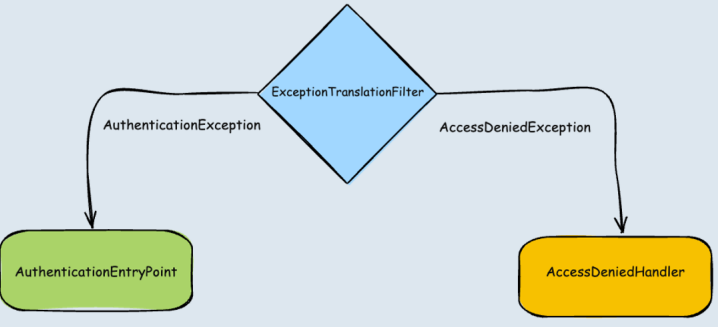 ExceptionTranslationFilter
AuthenticationException
AccessDeniedException
AuthenticationEntryPoint
AccessDeniedHandler